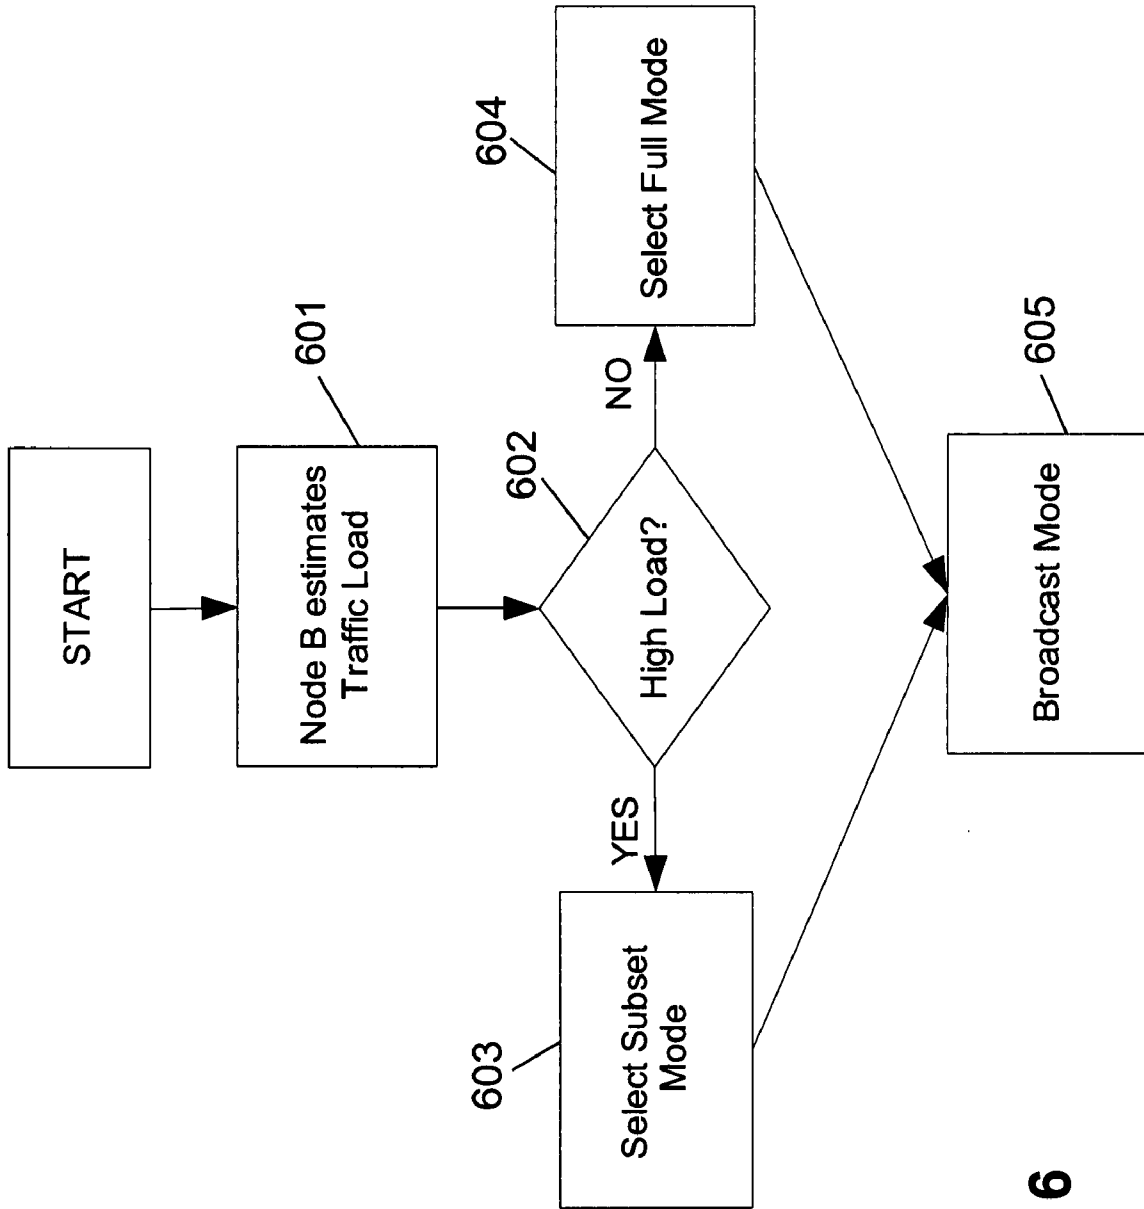 START
601
Node B estimates
Traffic Load
602
High Load?
YES
NO
603
Select Subset
Mode
604
Select Full Mode
605
Broadcast Mode
6